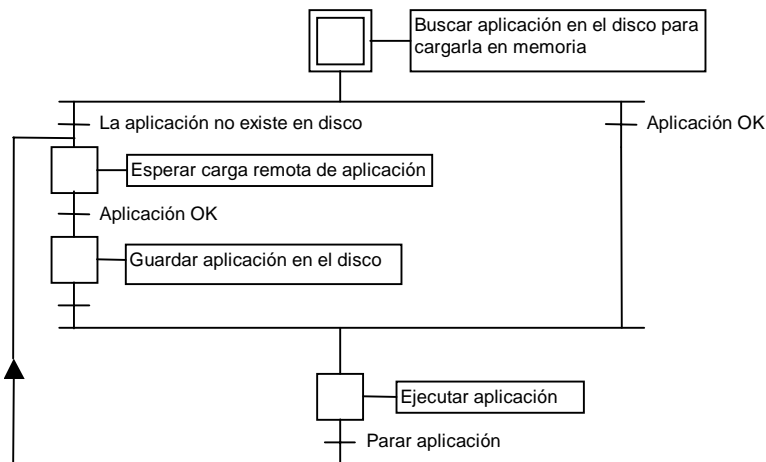 Buscar aplicación en el disco para
cargarla en memoria
La aplicación no existe en disco
Aplicación OK
Esperar carga remota de aplicación
Aplicación OK
Guardar aplicación en el disco
Ejecutar aplicación
Parar aplicación